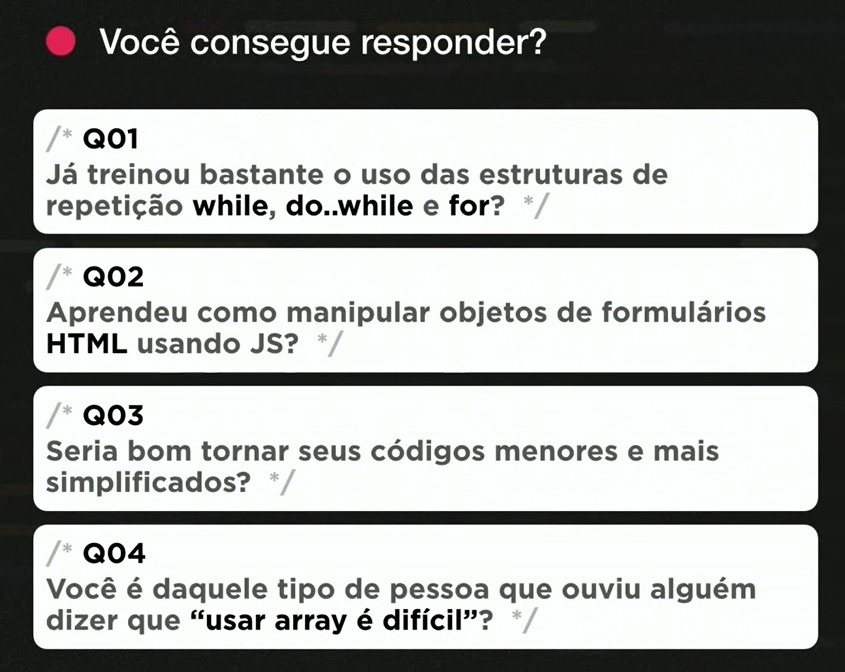 Você consegue responder?
/* Q01
Já treinou bastante o uso das estruturas de
repetição while, do..while e for? */
/* Q02
Aprendeu como manipular objetos de formulários
HTML usando JS? */
/* Q03
Seria bom tornar seus códigos menores e mais
simplificados? */
/* Q04
Você é daquele tipo de pessoa que ouviu alguém
dizer que “usar array é difícil”? */